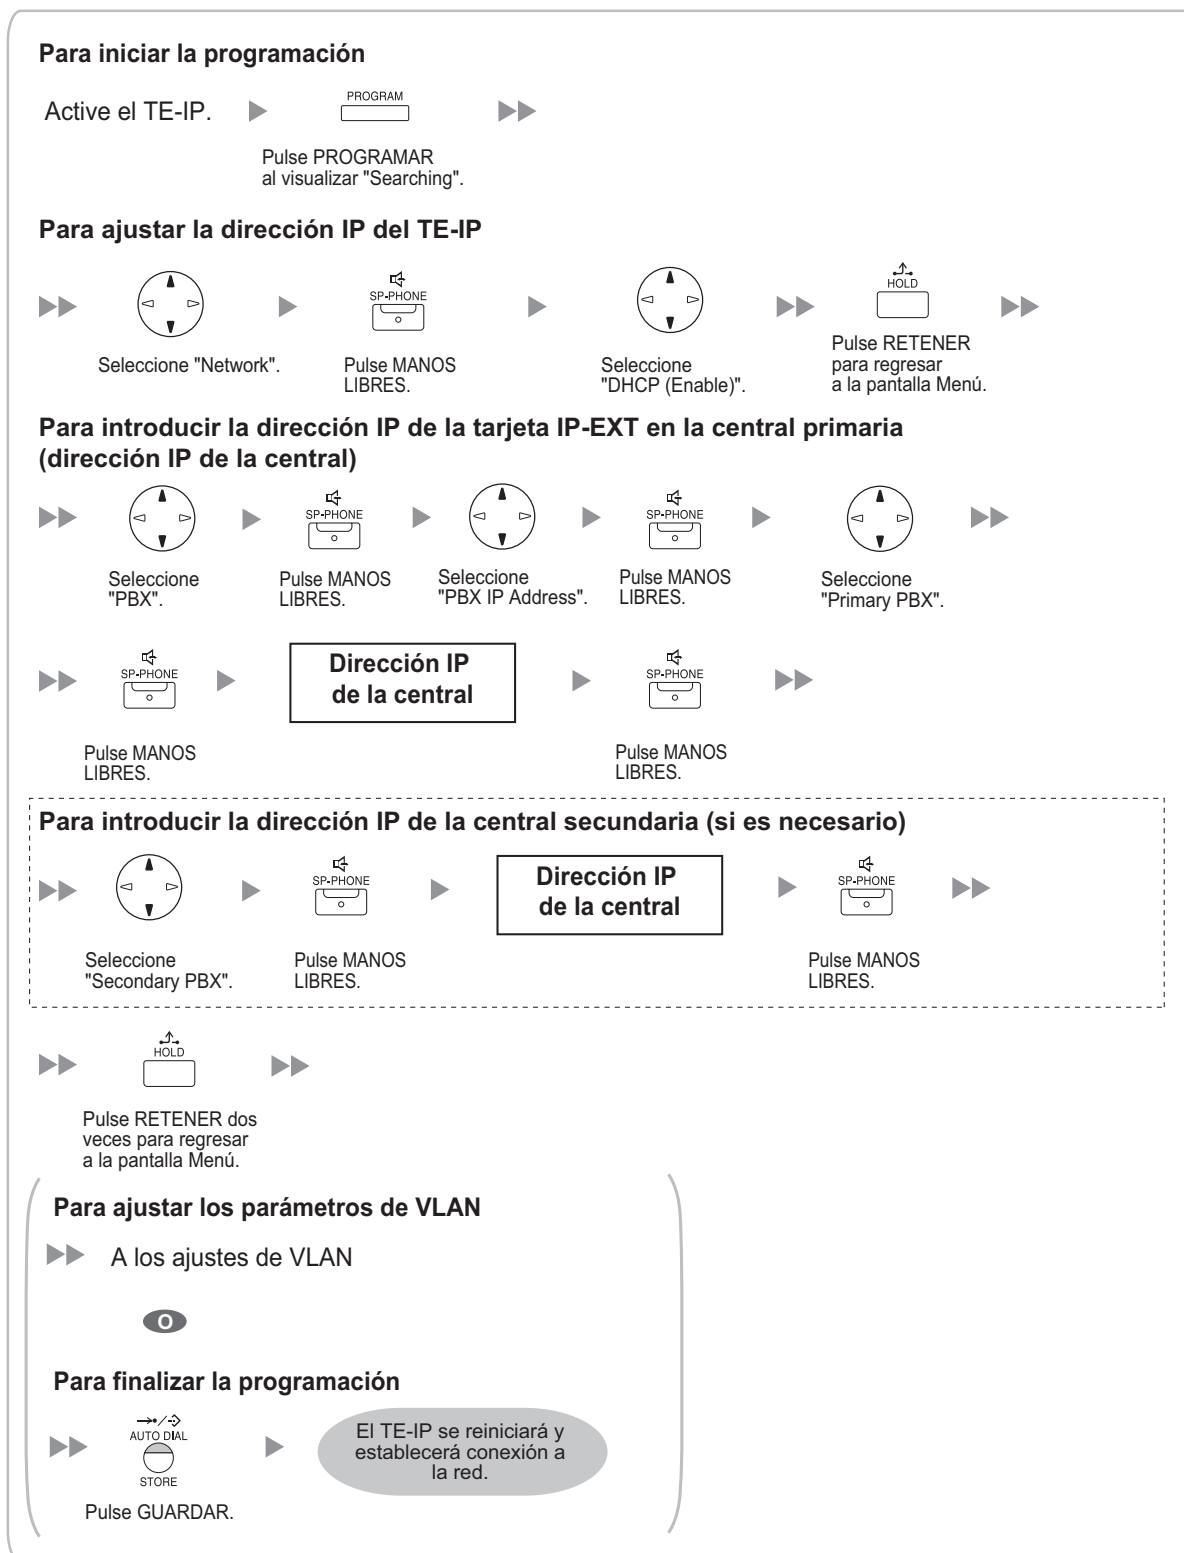 Para iniciar la programación
Active el TE-IP.
PROGRAM
Pulse PROGRAMAR
al visualizar "Searching".
Para ajustar la dirección IP del TE-IP
Seleccione "Network".
SP-PHONE
Pulse MANOS
LIBRES.
Seleccione
"DHCP (Enable)".
HOLD
Pulse RETENER
para regresar
a la pantalla Menú.
Para introducir la dirección IP de la tarjeta IP-EXT en la central primaria
(dirección IP de la central)
Seleccione
"PBX".
SP-PHONE
Pulse MANOS
LIBRES.
Seleccione
"PBX IP Address".
SP-PHONE
Pulse MANOS
LIBRES.
Seleccione
"Primary PBX".
SP-PHONE
Pulse MANOS
LIBRES.
Dirección IP
de la central
SP-PHONE
Pulse MANOS
LIBRES.
Para introducir la dirección IP de la central secundaria (si es necesario)
Seleccione
"Secondary PBX".
SP-PHONE
Pulse MANOS
LIBRES.
Dirección IP
de la central
SP-PHONE
Pulse MANOS
LIBRES.
HOLD
Pulse RETENER dos
veces para regresar
a la pantalla Menú.
Para ajustar los parámetros de VLAN
A los ajustes de VLAN
O
Para finalizar la programación
AUTO DIAL
STORE
Pulse GUARDAR.
El TE-IP se reiniciará y
establecerá conexión a
la red.